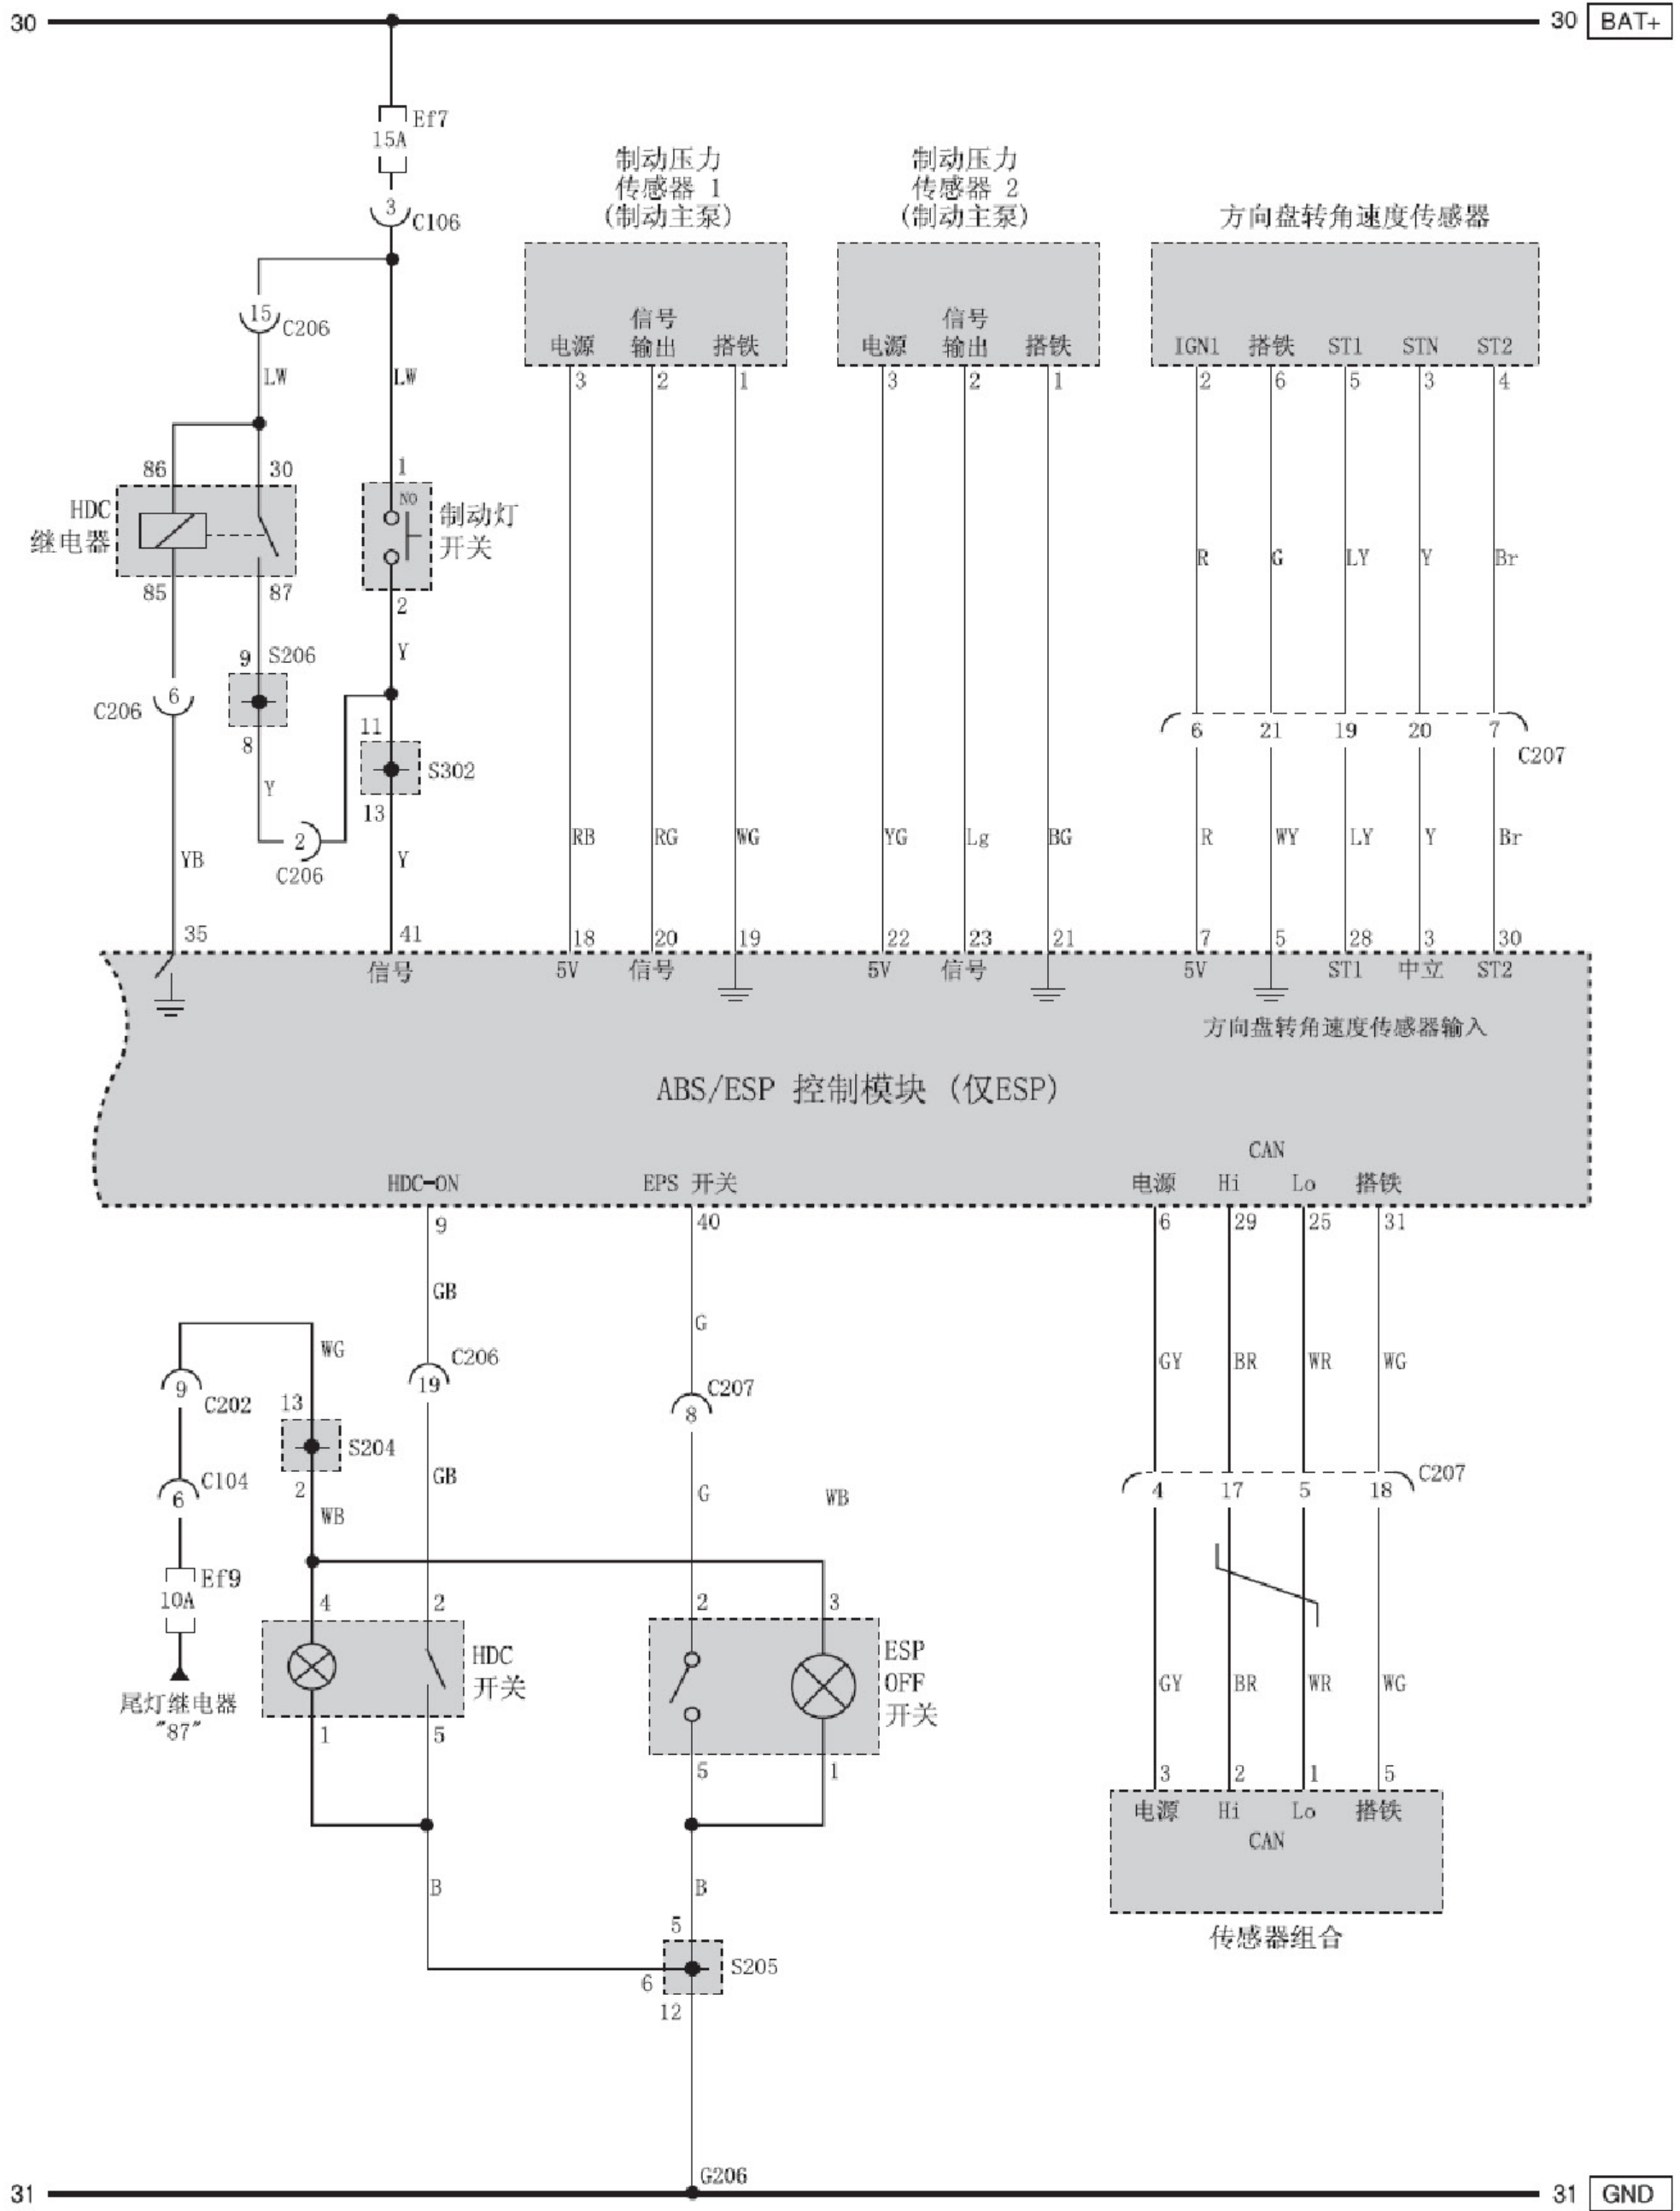 30
30 BAT+
Ef7
15A
3
C106
制动压力
传感器 1
(制动主泵)
制动压力
传感器 2
(制动主泵)
方向盘转角速度传感器
15
C206
信号
电源 输出 搭铁
信号
电源 输出 搭铁
IGN1 搭铁 ST1 STN ST2
LW
LW
3 2 1
3 2 1
2 6 5 3 4
86 30
1
NO
HDC
继电器
制动灯
开关
R G LY Y Br
85 87
2
9 S206
Y
C206 6
8
11
S302
13
6 21 19 20 7
C207
Y
2
C206
YB
Y
RB RG WG
YG Lg BG
R WY LY Y Br
35 41 18 20 19 22 23 21 7 5 28 3 30
信号 5V 信号 5V 信号 5V ST1 中立 ST2
方向盘转角速度传感器输入
ABS/ESP 控制模块 (仅ESP)
CAN
HDC-ON EPS 开关 电源 Hi Lo 搭铁
9 40 6 29 25 31
GB
G
WG
C206
19
GY BR WR WG
9
C202
13
S204
C207
8
C104
6
2
GB
G WB
C207
4 17 5 18
WB
Ef9
10A
4 2 2 3
HDC
开关
ESP
OFF
开关
尾灯继电器
"87"
GY BR WR WG
1 5 5 1
3 2 1 5
电源 Hi Lo 搭铁
CAN
B B
5
传感器组合
6
S205
12
G206
31
31 GND